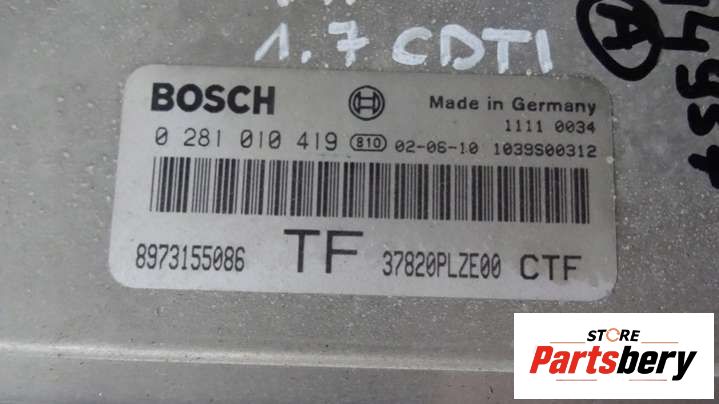 1.7 CDTI
A
BOSCH
Made in Germany
1111 0034
0 281 010 419 810 02-06-10 1039S00312
8973155086 TF 37820PLZE00 CTF
STORE
Partsbery